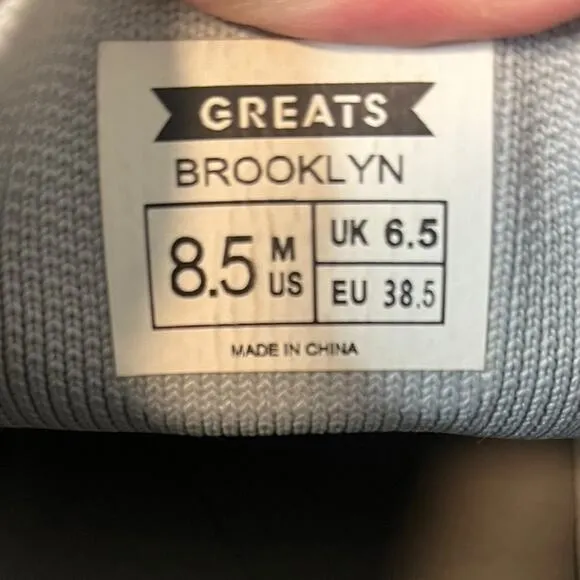 GREATS
BROOKLYN
8.5 M US
UK 6.5
EU 38.5
MADE IN CHINA